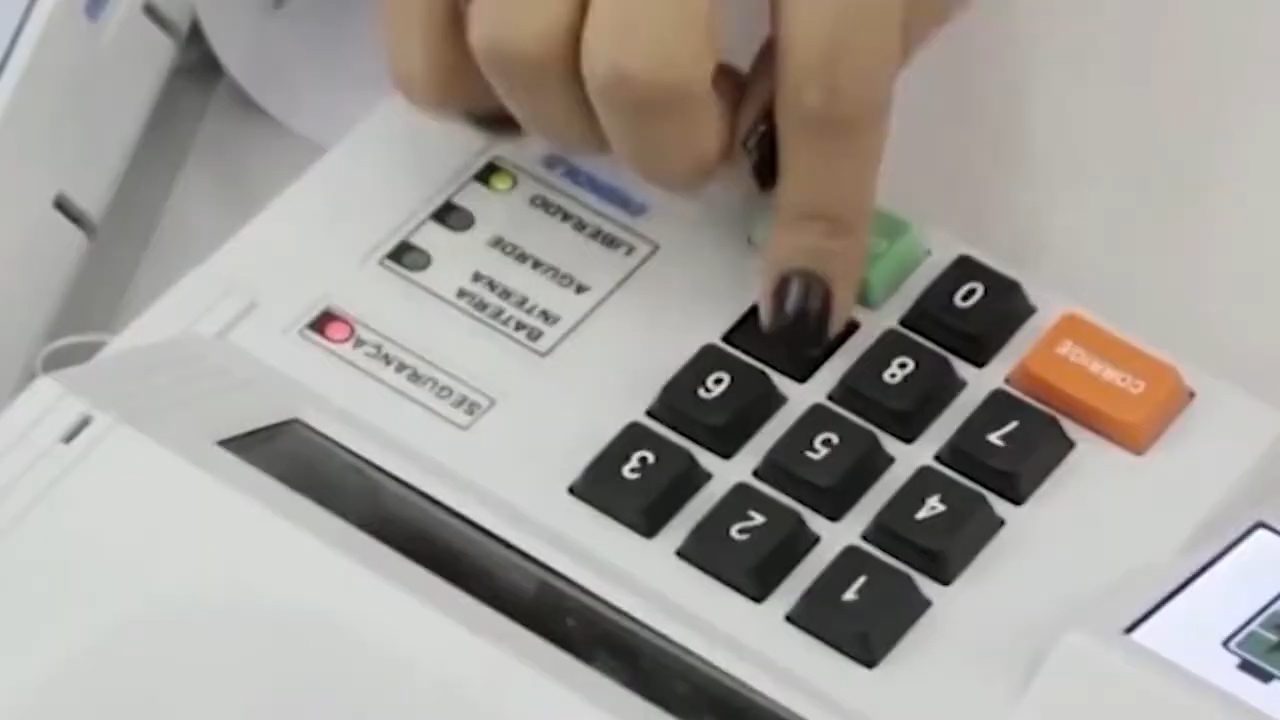 LIBERADO
AGUARDE
BATERIA
INTERNA
SEGURANÇA
1 2 3
4 5 6
7 8
0
CORRIGE